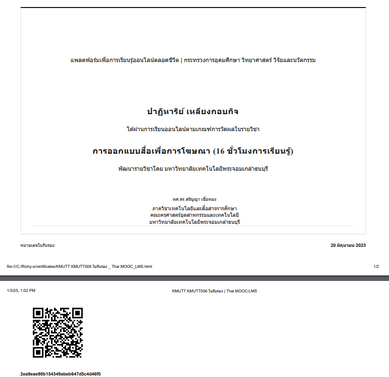 แพลตฟอร์มเพื่อการเรียนรู้ออนไลน์ตลอดชีวิต | กระทรวงการอุดมศึกษา วิทยาศาสตร์ วิจัยและนวัตกรรม
ปาฏิหาริย์ เหลียงกอบกิจ
ได้ผ่านการเรียนออนไลน์ตามเกณฑ์การวัดผลในรายวิชา
การออกแบบสื่อเพื่อการโฆษณา (16 ชั่วโมงการเรียนรู้)
พัฒนารายวิชาโดย มหาวิทยาลัยเทคโนโลยีพระจอมเกล้าธนบุรี
ผศ.ดร.ศรัญญา เชื้อทอง
ภาควิชาเทคโนโลยีและสื่อสารการศึกษา
คณะครุศาสตร์อุตสาหกรรมและเทคโนโลยี
มหาวิทยาลัยเทคโนโลยีพระจอมเกล้าธนบุรี
หมายเลขใบรับรอง:
20 มิถุนายน 2023
1/2
1/3/25, 1:02 PM
KMUTT KMUTT006 ใบรับรอง | Thai MOOC LMS